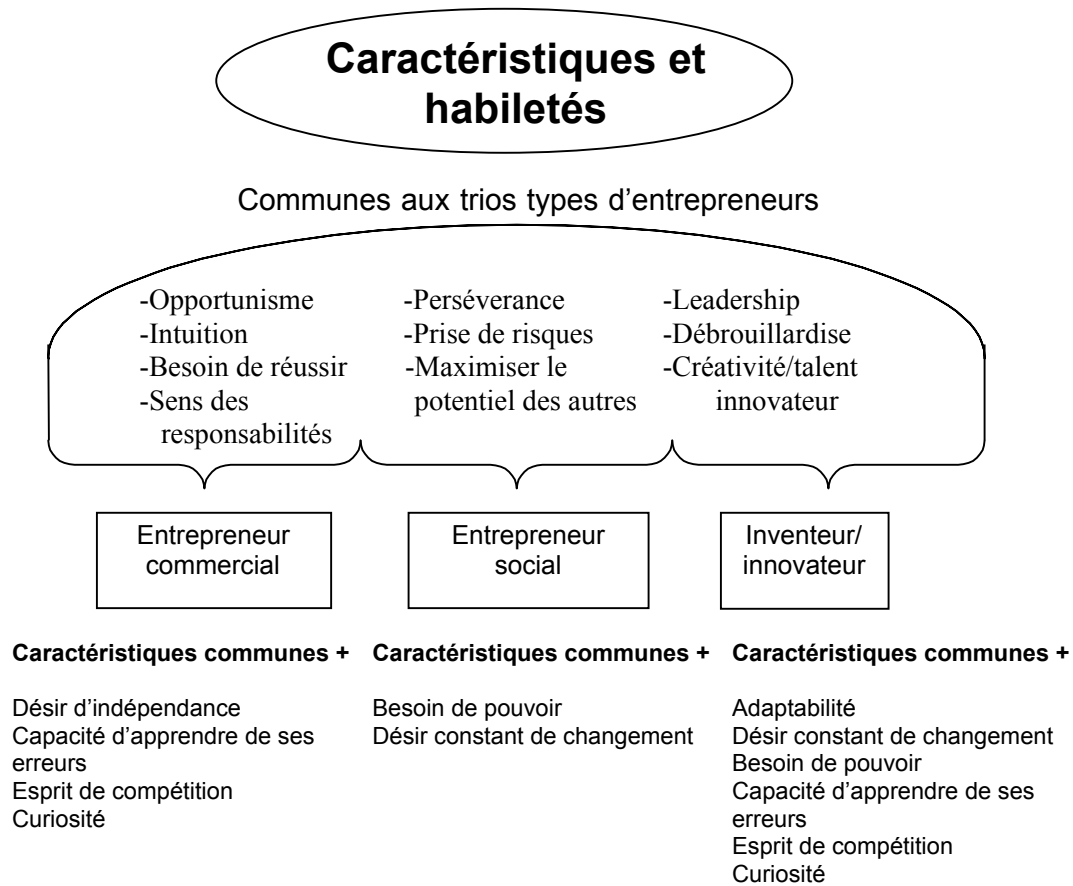 Caractéristiques et
habiletés
Communes aux trios types d'entrepreneurs
-Opportunisme
-Intuition
-Besoin de réussir
-Sens des
responsabilités
-Persévérance
-Prise de risques
-Maximiser le
potentiel des autres
-Leadership
-Débrouillardise
-Créativité/talent
innovateur
Entrepreneur
commercial
Entrepreneur
social
Inventeur/
innovateur
Caractéristiques communes +
Désir d'indépendance
Capacité d'apprendre de ses
erreurs
Esprit de compétition
Curiosité
Caractéristiques communes +
Besoin de pouvoir
Désir constant de changement
Caractéristiques communes +
Adaptabilité
Désir constant de changement
Besoin de pouvoir
Capacité d'apprendre de ses
erreurs
Esprit de compétition
Curiosité